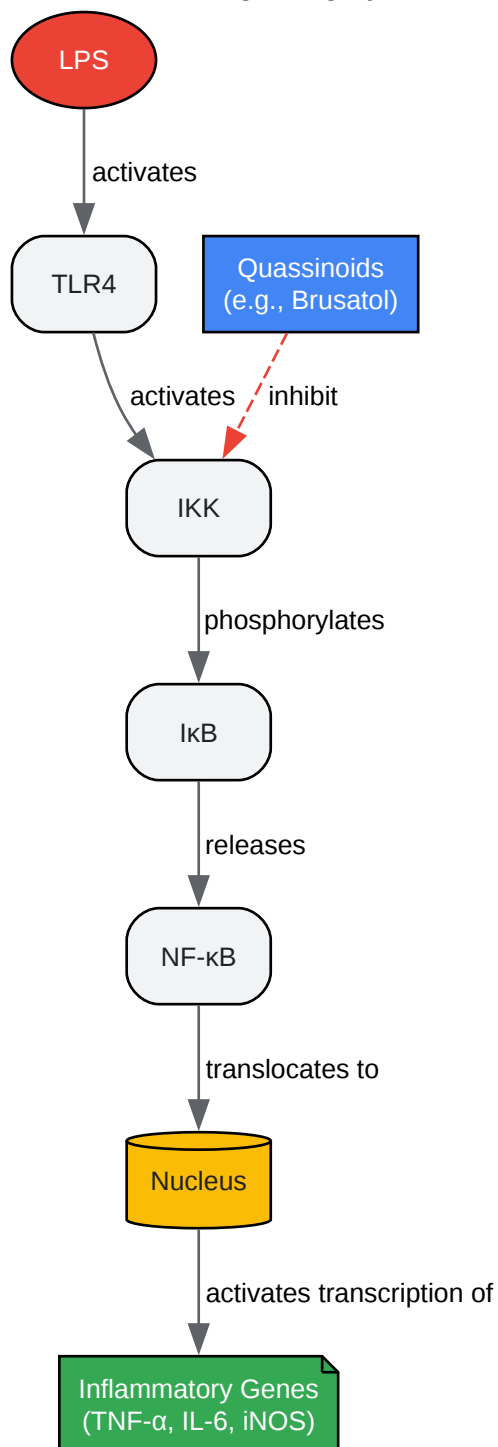 LPS
activates
TLR4
Quassinoids
(e.g., Brusatol)
activates
inhibit
IKK
phosphorylates
IκB
releases
NF-κB
translocates to
Nucleus
activates transcription of
Inflammatory Genes
(TNF-α, IL-6, iNOS)